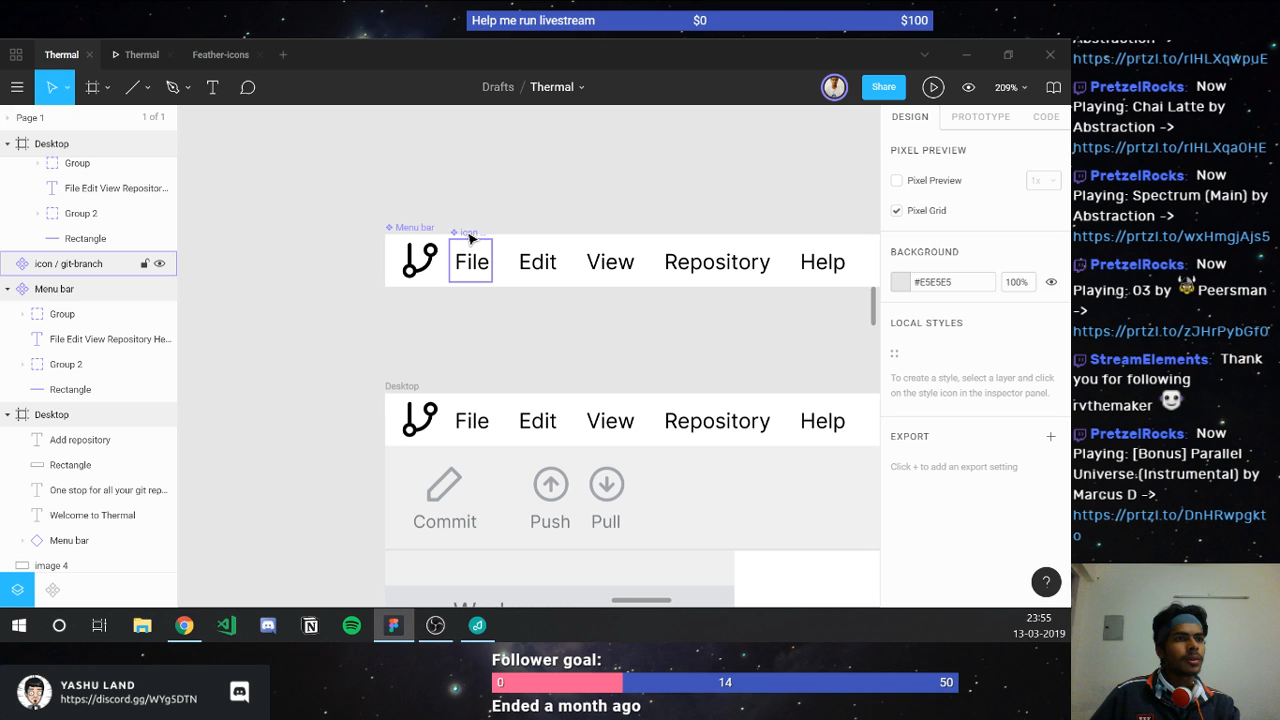 Help me run livestream $0 $100
Thermal
Thermal
Feather-icons
Drafts / Thermal
Share
209%
Page 1
1 of 1
Desktop
Group
File Edit View Repositor...
Group 2
Rectangle
icon / git-branch
Menu bar
Group
File Edit View Repository He...
Group 2
Rectangle
Desktop
Add repository
Rectangle
One stop for all your git rep...
Welcome to Thermal
Menu bar
image 4
Menu bar
icon ...
File Edit View Repository Help
Desktop
File Edit View Repository Help
Commit Push Pull
DESIGN PROTOTYPE CODE
PIXEL PREVIEW
Pixel Preview 1x
Pixel Grid
BACKGROUND
#E5E5E5 100%
LOCAL STYLES
To create a style, select a layer and click
on the style icon in the inspector panel.
EXPORT
Click + to add an export setting
?
Abstraction ->
https://prtzl.to/rIHLXqwpuE
PretzelRocks: Now
Playing: Chai Latte by
Abstraction ->
https://prtzl.to/rIHLXqa0HE
PretzelRocks: Now
Playing: Spectrum (Main) by
Abstraction ->
https://prtzl.to/wxHmgjAjs5
PretzelRocks: Now
Playing: 03 by Peersman
->
https://prtzl.to/zJHrPybGf0
StreamElements: Thank
you for following
rvthemaker
PretzelRocks: Now
Playing: [Bonus] Parallel
Universe (Instrumental) by
Marcus D ->
https://prtzl.to/DnHRwpgkt
o
23:55
13-03-2019
YASHU LAND
https://discord.gg/WYg5DTN
Follower goal:
0 14 50
Ended a month ago